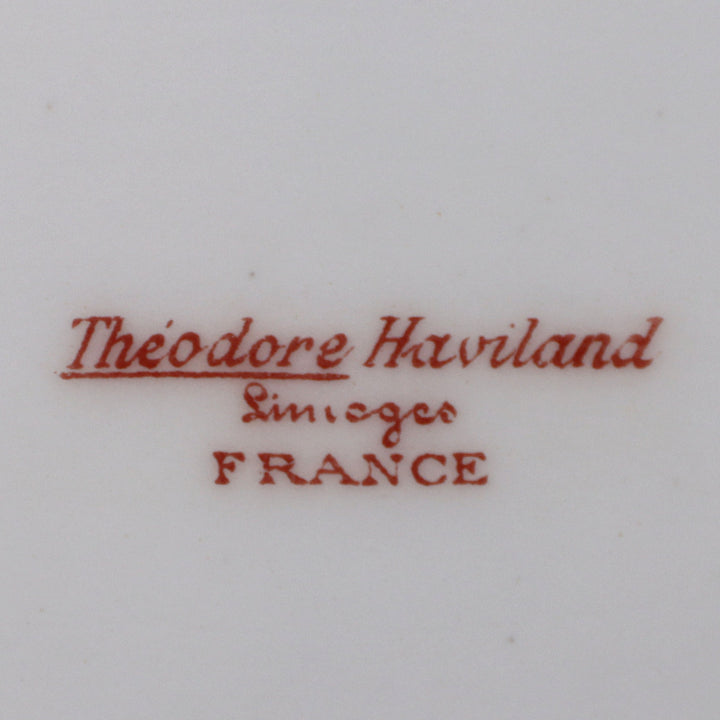 Théodore Haviland
Limoges
FRANCE